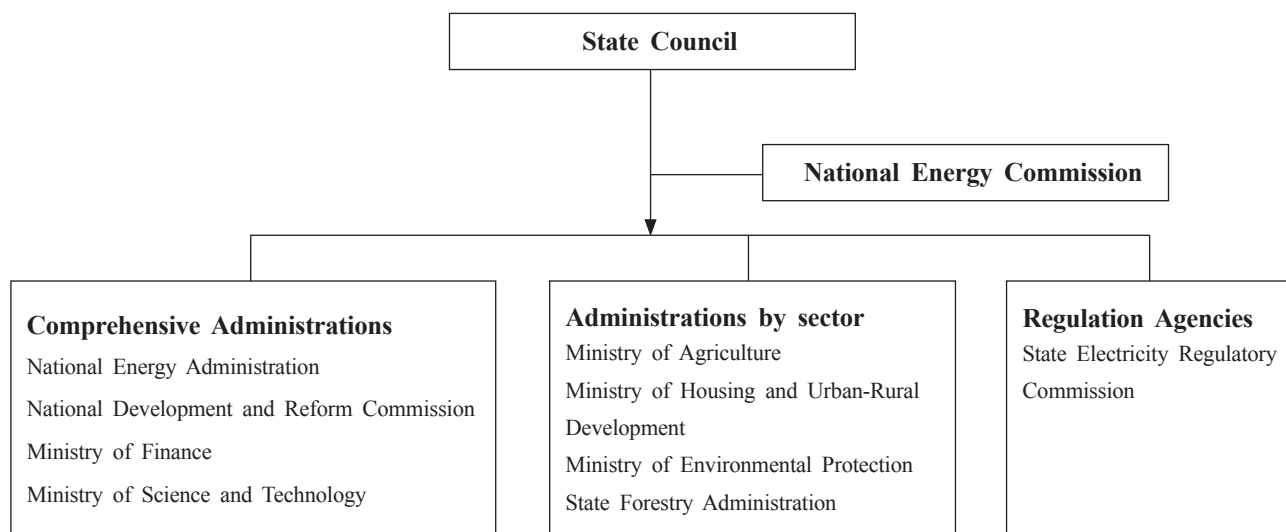 State Council
National Energy Commission
Comprehensive Administrations
National Energy Administration
National Development and Reform Commission
Ministry of Finance
Ministry of Science and Technology
Administrations by sector
Ministry of Agriculture
Ministry of Housing and Urban-Rural
Development
Ministry of Environmental Protection
State Forestry Administration
Regulation Agencies
State Electricity Regulatory
Commission